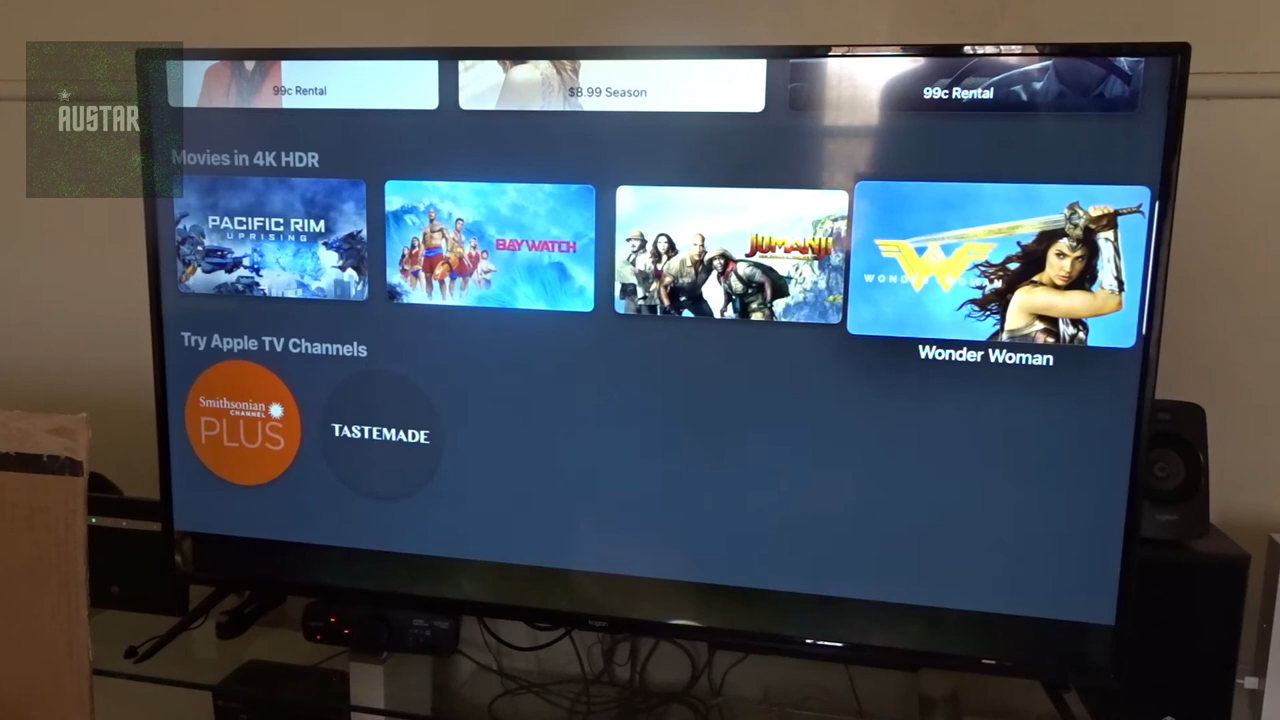 AUSTAR
99c Rental
$8.99 Season
99c Rental
Movies in 4K HDR
PACIFIC RIM
UPRISING
BAYWATCH
JUMANJI
WONDER WOMAN
Wonder Woman
Try Apple TV Channels
Smithsonian
CHANNEL
PLUS
TASTEMADE